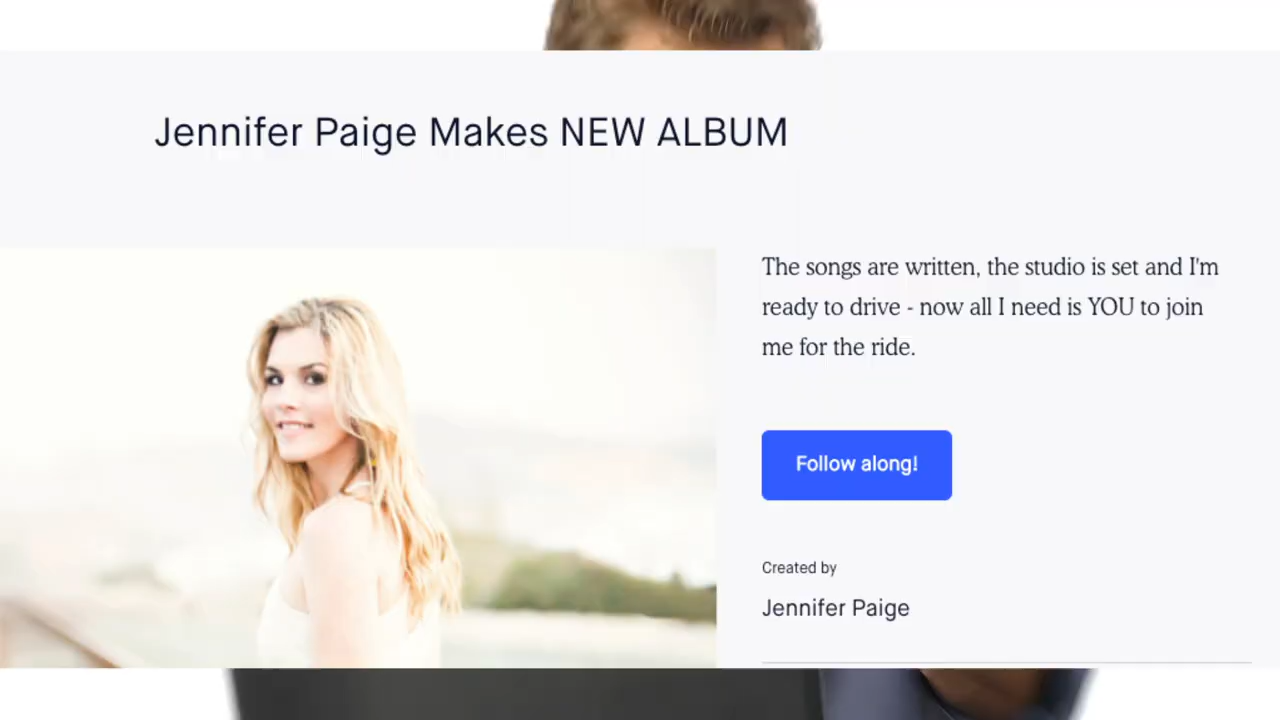 Jennifer Paige Makes NEW ALBUM
The songs are written, the studio is set and I'm
ready to drive - now all I need is YOU to join
me for the ride.
Follow along!
Created by
Jennifer Paige